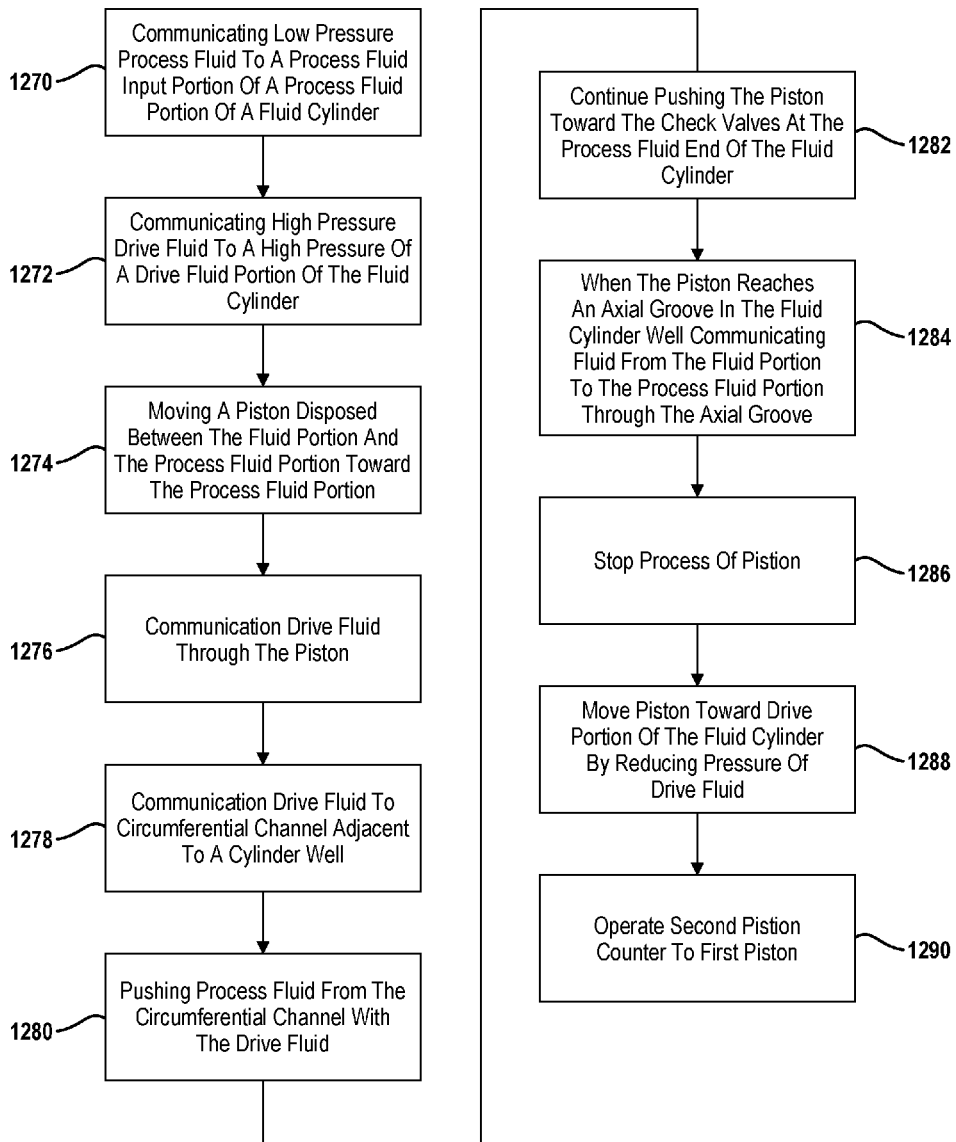 Communicating Low Pressure
Process Fluid To A Process Fluid
Input Portion Of A Process Fluid
Portion Of A Fluid Cylinder
1270
Communicating High Pressure
Drive Fluid To A High Pressure Of
A Drive Fluid Portion Of The Fluid
Cylinder
1272
Moving A Piston Disposed
Between The Fluid Portion And
The Process Fluid Portion Toward
The Process Fluid Portion
1274
Communication Drive Fluid
Through The Piston
1276
Communication Drive Fluid To
Circumferential Channel Adjacent
To A Cylinder Well
1278
Pushing Process Fluid From The
Circumferential Channel With
The Drive Fluid
1280
Continue Pushing The Piston
Toward The Check Valves At The
Process Fluid End Of The Fluid
Cylinder
1282
When The Piston Reaches
An Axial Groove In The Fluid
Cylinder Well Communicating
Fluid From The Fluid Portion
To The Process Fluid Portion
Through The Axial Groove
1284
Stop Process Of Pistion
1286
Move Piston Toward Drive
Portion Of The Fluid Cylinder
By Reducing Pressure Of
Drive Fluid
1288
Operate Second Pistion
Counter To First Piston
1290